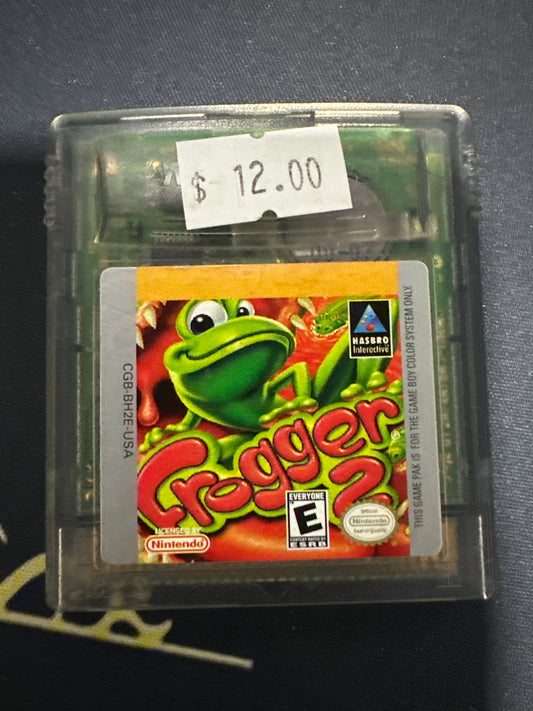 $ 12.00
HASBRO
Interactive
CGB-BH2E-USA
THIS GAME PAK IS FOR THE GAME BOY COLOR SYSTEM ONLY
Frogger
2
EVERYONE
E
CONTENT RATED BY
ESRB
LICENSED BY
Nintendo
Official
Nintendo
Seal of Quality